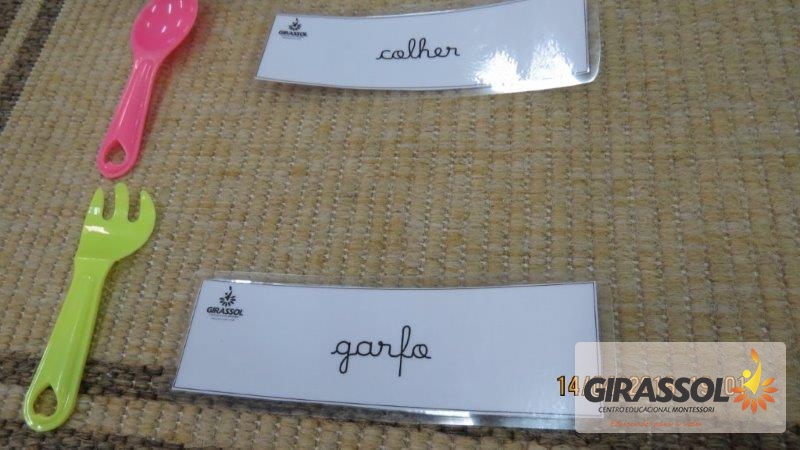 GIRASSOL
colher
GIRASSOL
garfo
GIRASSOL
CENTRO EDUCACIONAL MONTESSORI